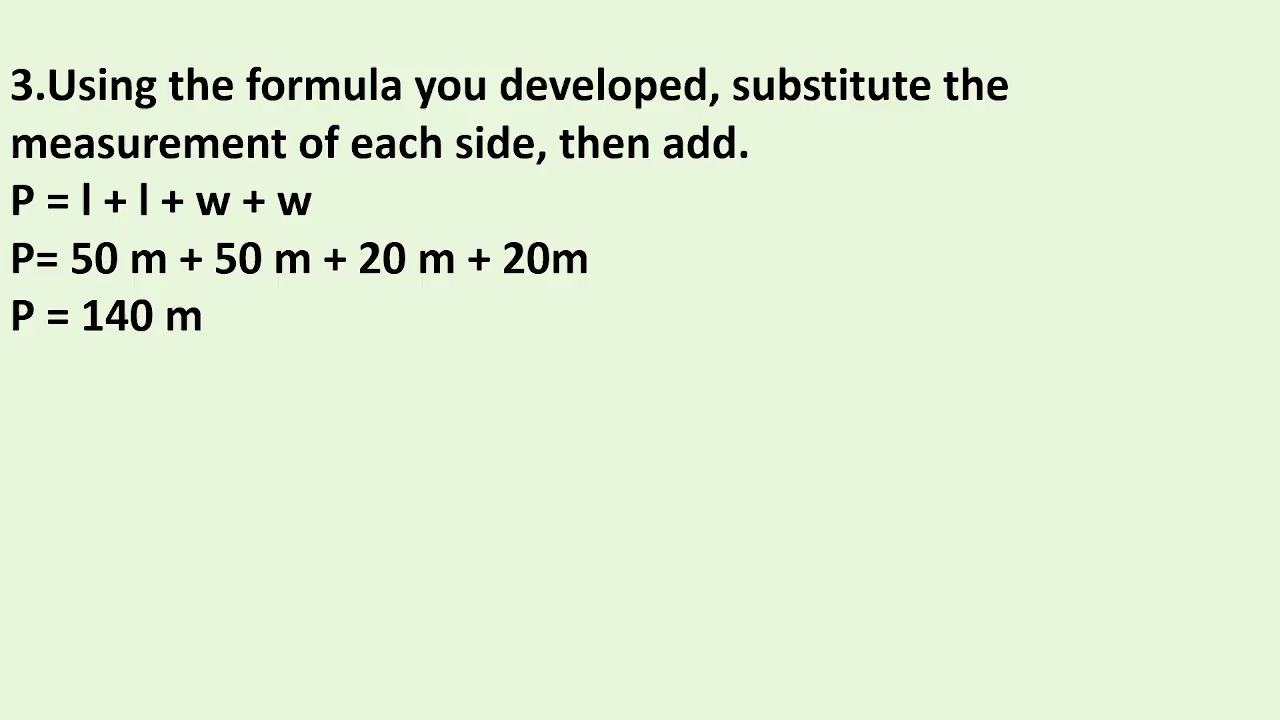 3.Using the formula you developed, substitute the
measurement of each side, then add.
P = l + l + w + w
P= 50 m + 50 m + 20 m + 20m
P = 140 m